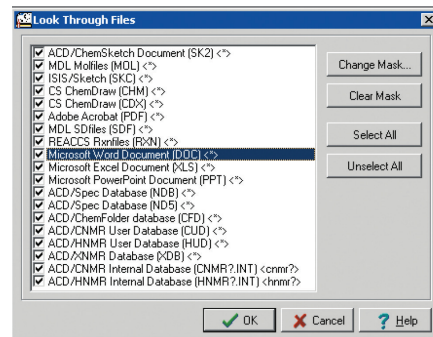 Look Through Files
ACD/ChemSketch Document (SK2) <*>
MDL Molfiles (MOL) <*>
ISIS/Sketch (SKC) <*>
CS ChemDraw (CHM) <*>
CS ChemDraw (CDX) <*>
Adobe Acrobat (PDF) <*>
MDL SDfiles (SDF) <*>
REACCS Rxnfiles (RXN) <*>
Microsoft Word Document (DOC) <*>
Microsoft Excel Document (XLS) <*>
Microsoft PowerPoint Document (PPT) <*>
ACD/Spec Database (NDB) <*>
ACD/Spec Database (ND5) <*>
ACD/ChemFolder database (CFD) <*>
ACD/CNMR User Database (CUD) <*>
ACD/HNMR User Database (HUD) <*>
ACD/XNMR Database (XDB) <*>
ACD/CNMR Internal Database (CNMR?.INT) <cnmr?>
ACD/HNMR Internal Database (HNMR?.INT) <hnmr?>
Change Mask...
Clear Mask
Select All
Unselect All
OK
Cancel
Help